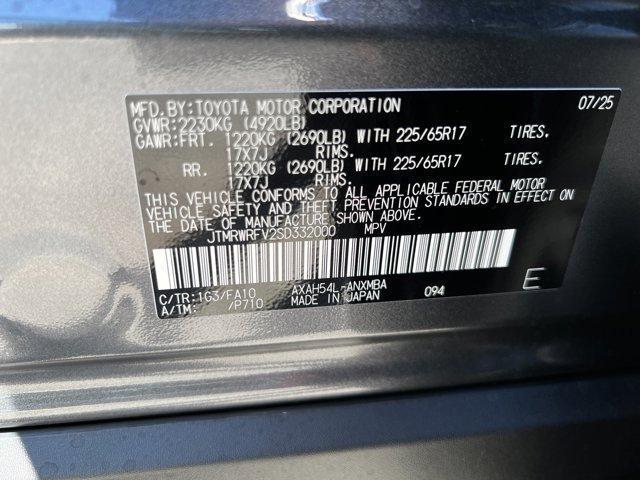 MFD.BY:TOYOTA MOTOR CORPORATION 07/25
GVWR:2230KG (4920LB)
GAWR:FRT. 1220KG (2690LB) WITH 225/65R17 TIRES.
17X7J RIMS.
RR. 1220KG (2690LB) WITH 225/65R17 TIRES.
17X7J RIMS.
THIS VEHICLE CONFORMS TO ALL APPLICABLE FEDERAL MOTOR
VEHICLE SAFETY AND THEFT PREVENTION STANDARDS IN EFFECT ON
THE DATE OF MANUFACTURE SHOWN ABOVE.
JTMRWRFV2SD332000 MPV
C/TR:1G3/FA10 AXAH54L-ANXMBA
A/TM: /P710 MADE IN JAPAN 094 E